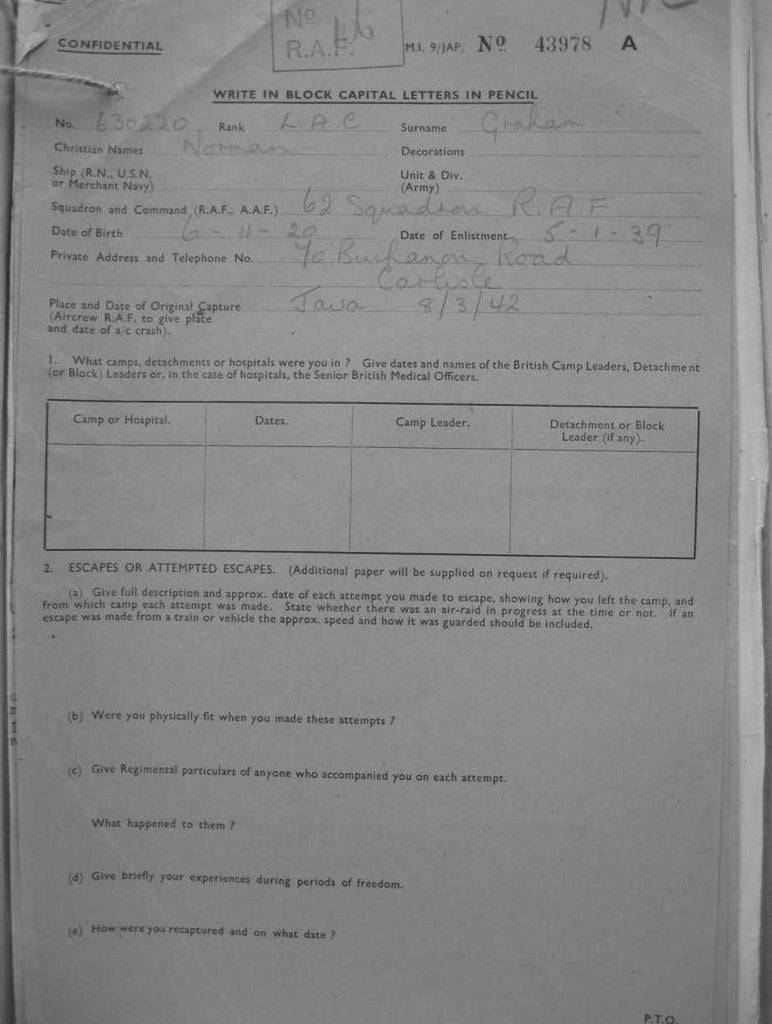 CONFIDENTIAL
No
R.A.F.
M.I. 9/JAP/ No 43978 A
WRITE IN BLOCK CAPITAL LETTERS IN PENCIL
No. 630220 Rank L A C Surname Graham
Christian Names Norman Decorations
Ship (R.N., U.S.N. or Merchant Navy) Unit & Div. (Army)
Squadron and Command (R.A.F., A.A.F.) 62 Squadron R.A.F
Date of Birth 6-11-20 Date of Enlistment 5-1-39
Private Address and Telephone No. 70 Buchanan Road
Carlisle
Place and Date of Original Capture Java 8/3/42
(Aircrew R.A.F. to give place
and date of a/c crash).
1. What camps, detachments or hospitals were you in ? Give dates and names of the British Camp Leaders, Detachment
(or Block) Leaders or, in the case of hospitals, the Senior British Medical Officers.
Camp or Hospital. Dates. Camp Leader. Detachment or Block Leader (if any).
2. ESCAPES OR ATTEMPTED ESCAPES. (Additional paper will be supplied on request if required).
(a) Give full description and approx. date of each attempt you made to escape, showing how you left the camp, and
from which camp each attempt was made. State whether there was an air-raid in progress at the time or not. If an
escape was made from a train or vehicle the approx. speed and how it was guarded should be included.
(b) Were you physically fit when you made these attempts ?
(c) Give Regimental particulars of anyone who accompanied you on each attempt.
What happened to them ?
(d) Give briefly your experiences during periods of freedom.
(e) How were you recaptured and on what date ?
P.T.O.